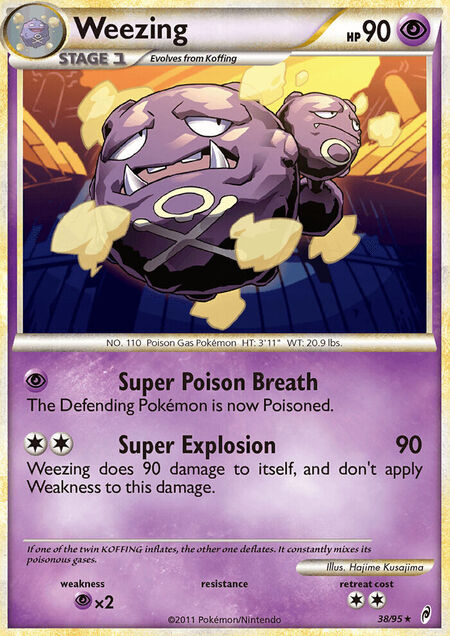 Weezing HP 90
STAGE 1 Evolves from Koffing
NO. 110 Poison Gas Pokémon HT: 3'11" WT: 20.9 lbs.
Super Poison Breath
The Defending Pokémon is now Poisoned.
Super Explosion 90
Weezing does 90 damage to itself, and don't apply
Weakness to this damage.
If one of the twin KOFFING inflates, the other one deflates. It constantly mixes its
poisonous gases.
Illus. Hajime Kusajima
weakness resistance retreat cost
×2
©2011 Pokémon/Nintendo 38/95 ★